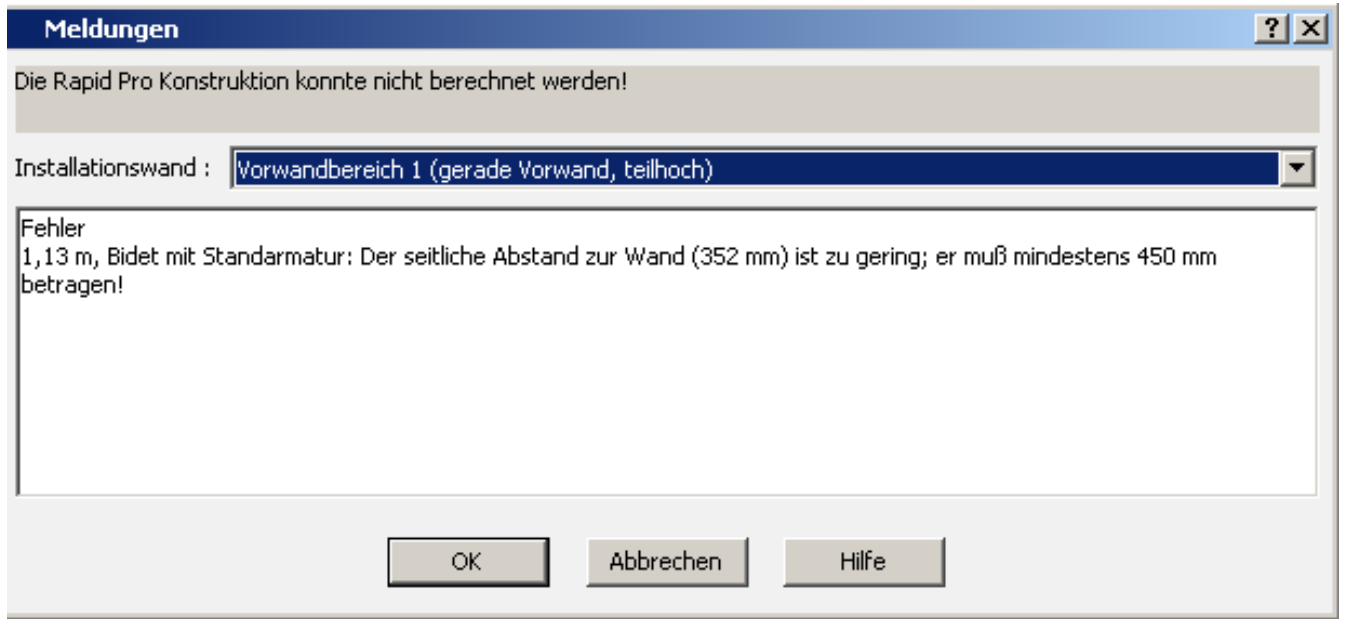 Meldungen
Die Rapid Pro Konstruktion konnte nicht berechnet werden!
Installationswand : Vorwandbereich 1 (gerade Vorwand, teilhoch)
Fehler
1,13 m, Bidet mit Standarmatur: Der seitliche Abstand zur Wand (352 mm) ist zu gering; er muß mindestens 450 mm
betragen!
OK Abbrechen Hilfe